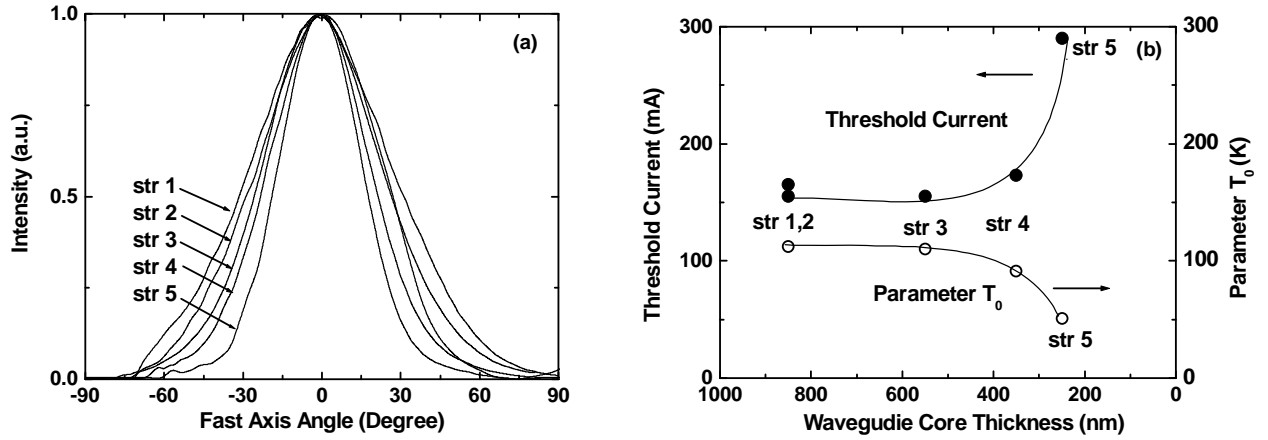 (a)
1.0
0.5
0.0
Intensity (a.u.)
str 1
str 2
str 3
str 4
str 5
-90 -60 -30 0 30 60 90
Fast Axis Angle (Degree)
(b)
300
200
100
0
Threshold Current (mA)
str 5
Threshold Current
str 1,2
str 3
str 4
Parameter T0
str 5
300
200
100
0
Parameter T0 (K)
1000 800 600 400 200 0
Wavegudie Core Thickness (nm)